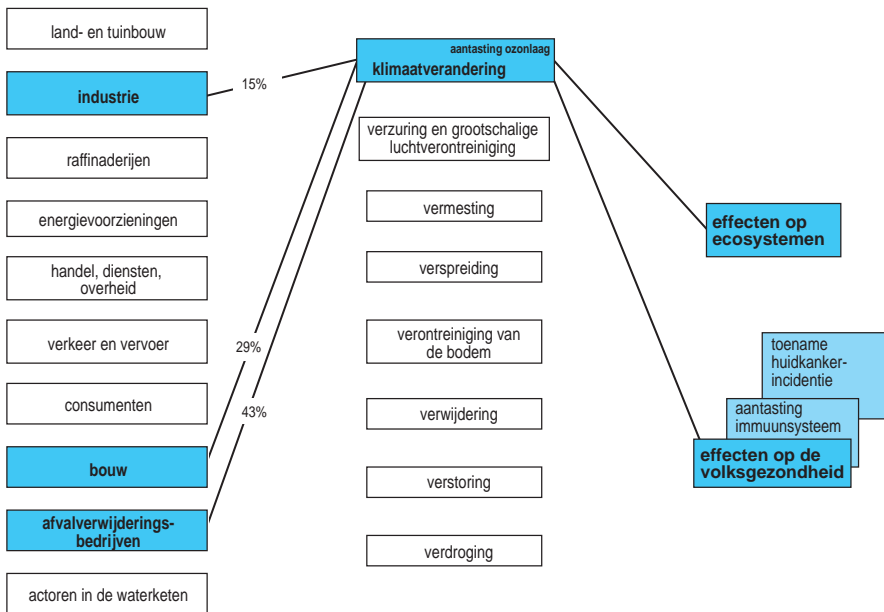 land- en tuinbouw
industrie
raffinaderijen
energievoorzieningen
handel, diensten,
overheid
verkeer en vervoer
consumenten
bouw
afvalverwijderings-
bedrijven
actoren in de waterketen
15%
29%
43%
aantasting ozonlaag
klimaatverandering
verzuring en grootschalige
luchtverontreiniging
vermesting
verspreiding
verontreiniging van
de bodem
verwijdering
verstoring
verdroging
effecten op
ecosystemen
toename
huidkanker-
incidentie
aantasting
immuunsysteem
effecten op de
volksgezondheid